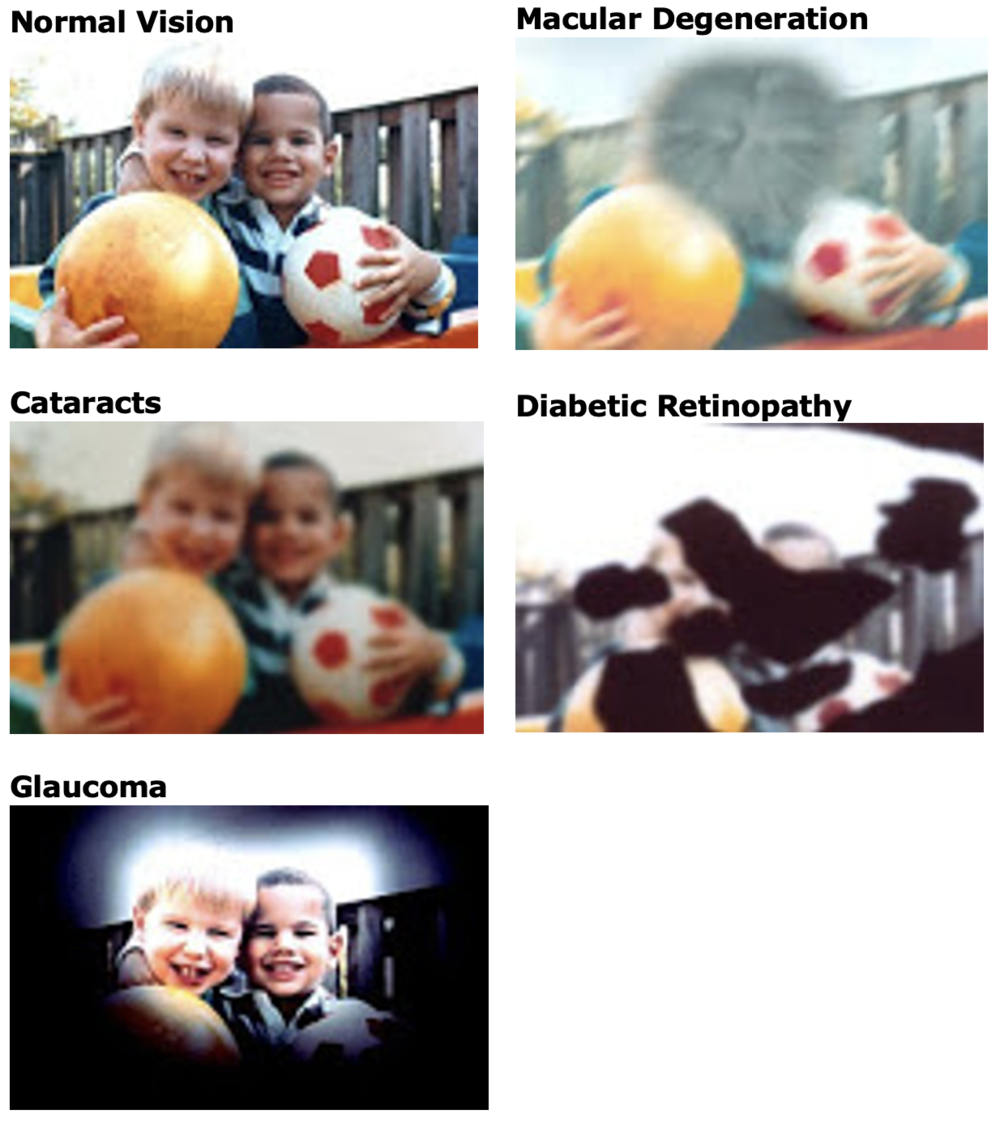 Normal Vision
Macular Degeneration
Cataracts
Diabetic Retinopathy
Glaucoma